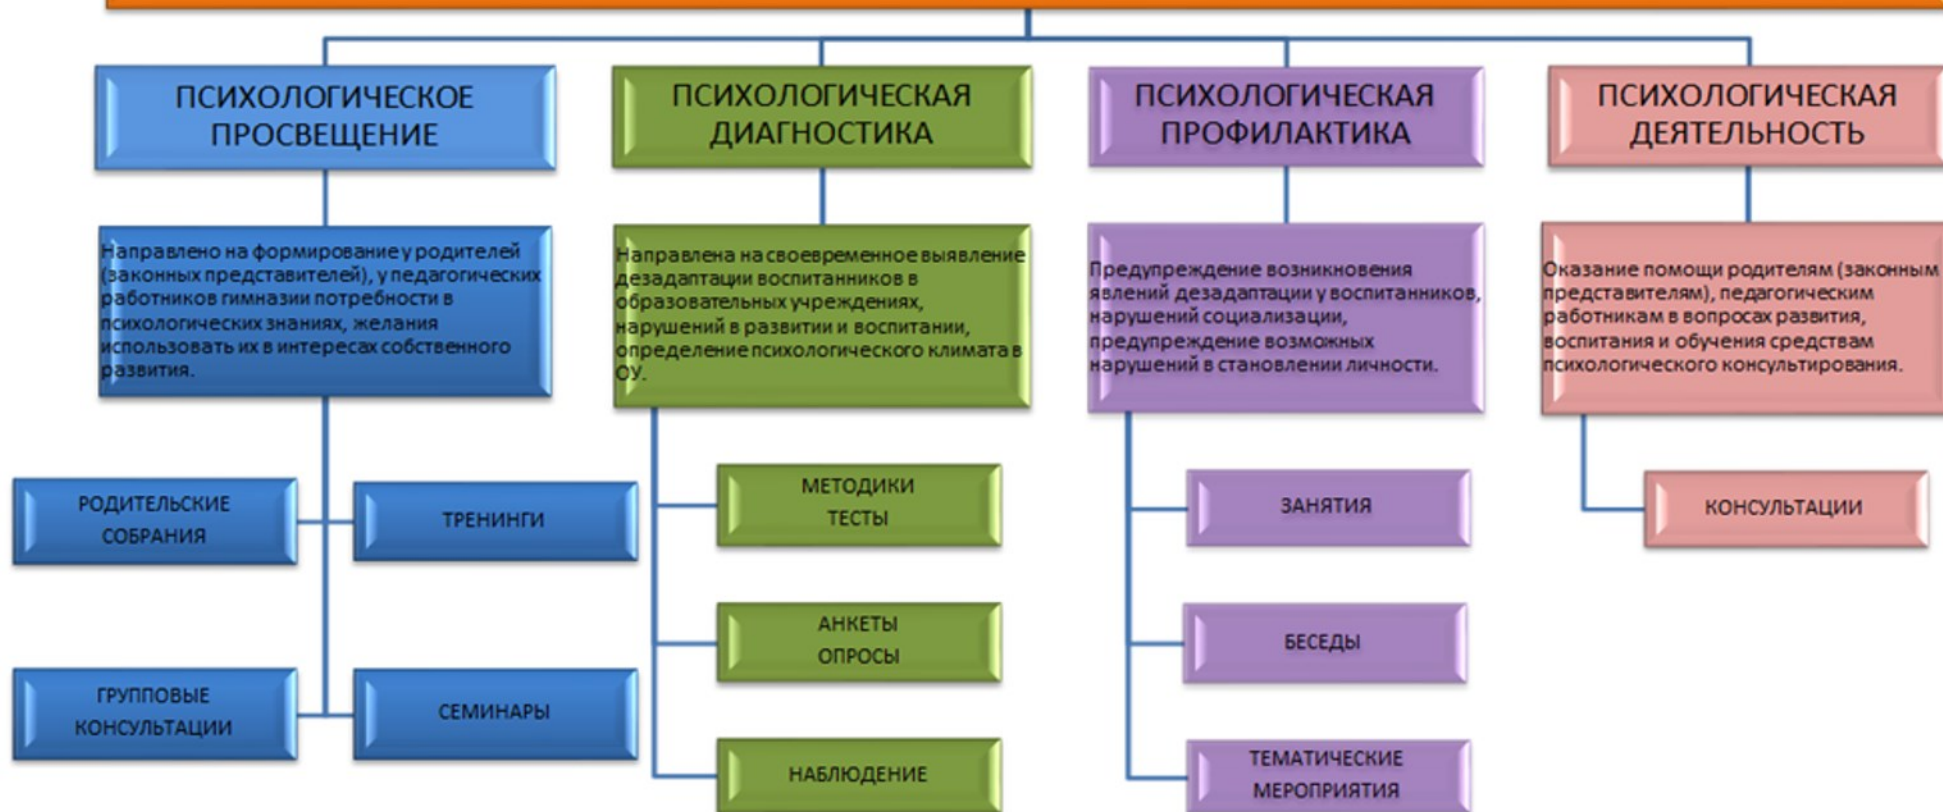 ПСИХОЛОГИЧЕСКОЕ
ПРОСВЕЩЕНИЕ
ПСИХОЛОГИЧЕСКАЯ
ДИАГНОСТИКА
ПСИХОЛОГИЧЕСКАЯ
ПРОФИЛАКТИКА
ПСИХОЛОГИЧЕСКАЯ
ДЕЯТЕЛЬНОСТЬ
Направлено на формирование у родителей
(законных представителей), у педагогических
работников гимназии потребности в
психологических знаниях, желания
использовать их в интересах собственного
развития.
Направлена на своевременное выявление
дезадаптации воспитанников в
образовательных учреждениях,
нарушений в развитии и воспитании,
определение психологического климата в
ОУ.
Предупреждение возникновения
явлений дезадаптации у воспитанников,
нарушений социализации,
предупреждение возможных
нарушений в становлении личности.
Оказание помощи родителям (законным
представителям), педагогическим
работникам в вопросах развития,
воспитания и обучения средствам
психологического консультирования.
РОДИТЕЛЬСКИЕ
СОБРАНИЯ
ТРЕНИНГИ
ГРУППОВЫЕ
КОНСУЛЬТАЦИИ
СЕМИНАРЫ
МЕТОДИКИ
ТЕСТЫ
АНКЕТЫ
ОПРОСЫ
НАБЛЮДЕНИЕ
ЗАНЯТИЯ
БЕСЕДЫ
ТЕМАТИЧЕСКИЕ
МЕРОПРИЯТИЯ
КОНСУЛЬТАЦИИ